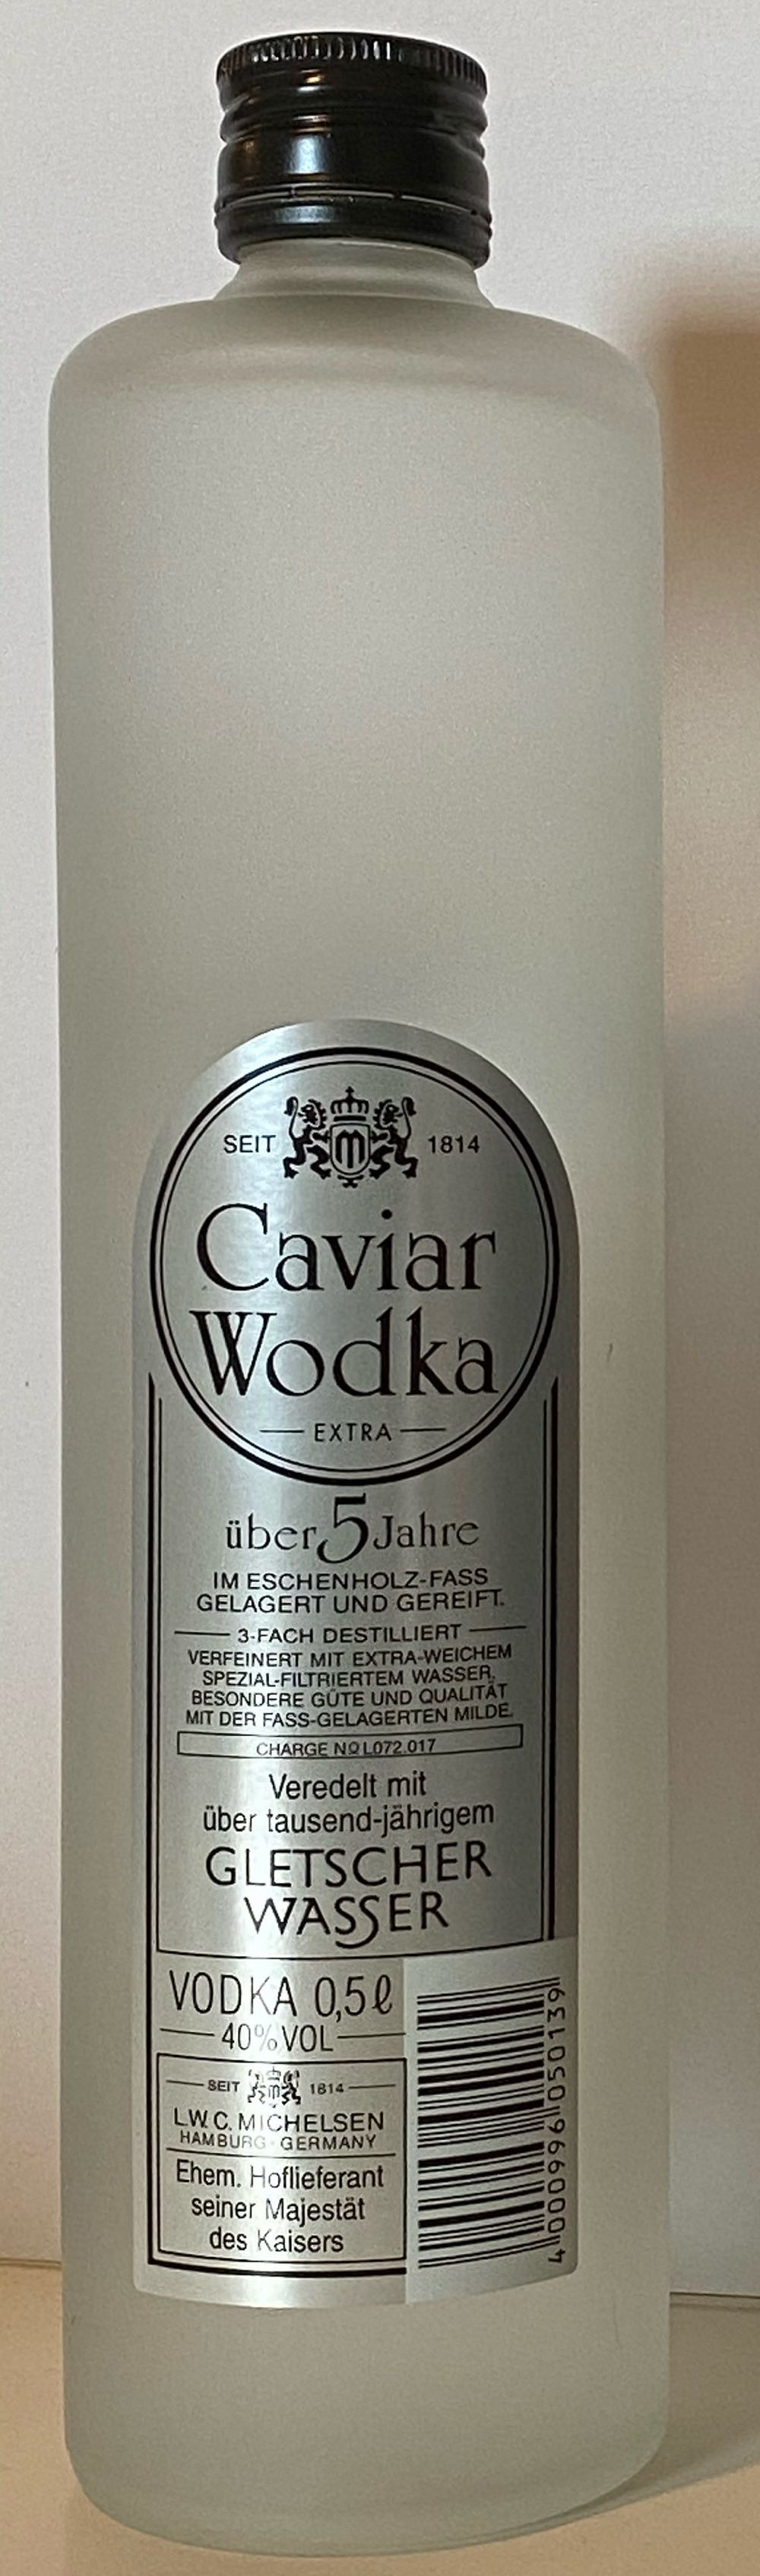 SEIT m 1814
Caviar
Wodka
EXTRA
über 5 Jahre
IM ESCHENHOLZ-FASS
GELAGERT UND GEREIFT.
3-FACH DESTILLIERT
VERFEINERT MIT EXTRA-WEICHEM
SPEZIAL-FILTRIERTEM WASSER,
BESONDERE GÜTE UND QUALITÄT
MIT DER FASS-GELAGERTEN MILDE.
CHARGE Nº L072.017
Veredelt mit
über tausend-jährigem
GLETSCHER
WASSER
VODKA 0,5ℓ
40% VOL
SEIT m 1814
L.W.C. MICHELSEN
HAMBURG · GERMANY
Ehem. Hoflieferant
seiner Majestät
des Kaisers
4 000996 050139